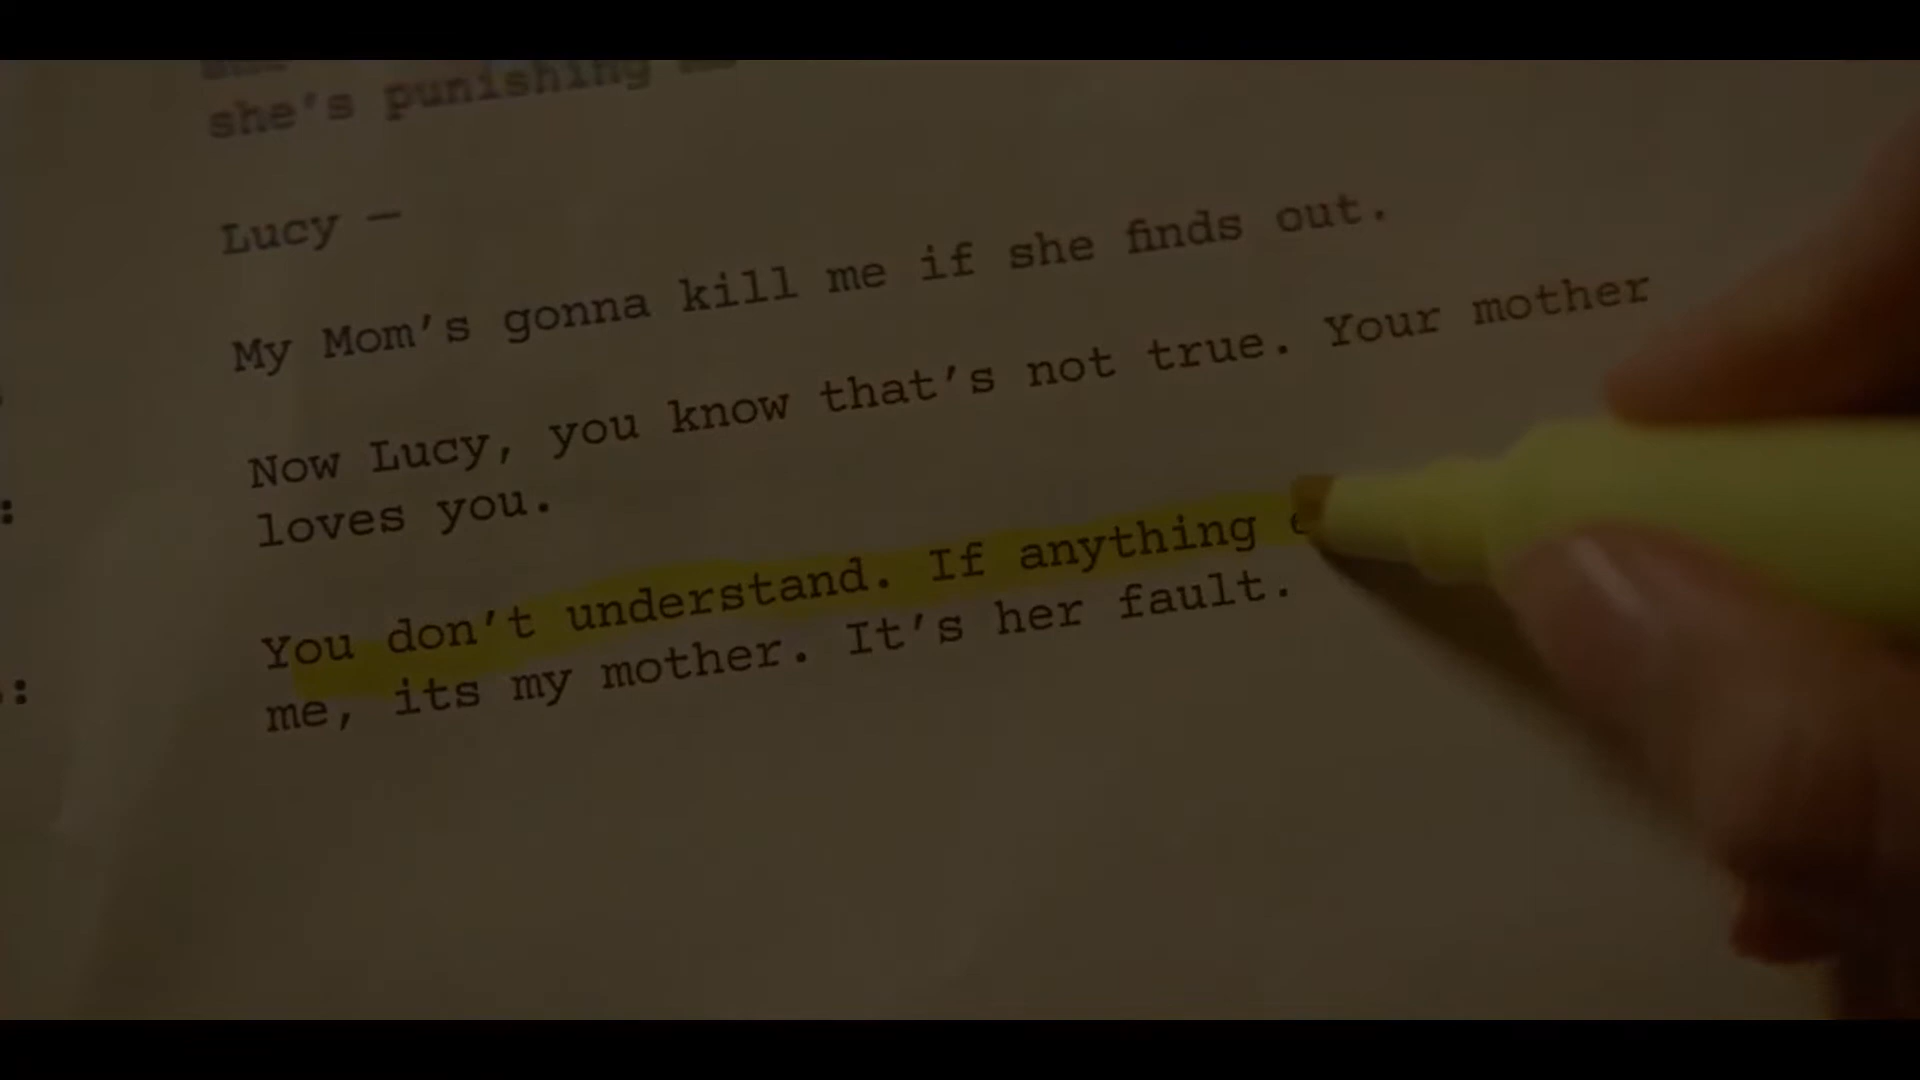 she's punishing
Lucy —
My Mom's gonna kill me if she finds out.
Now Lucy, you know that's not true. Your mother
loves you.
You don't understand. If anything
me, its my mother. It's her fault.